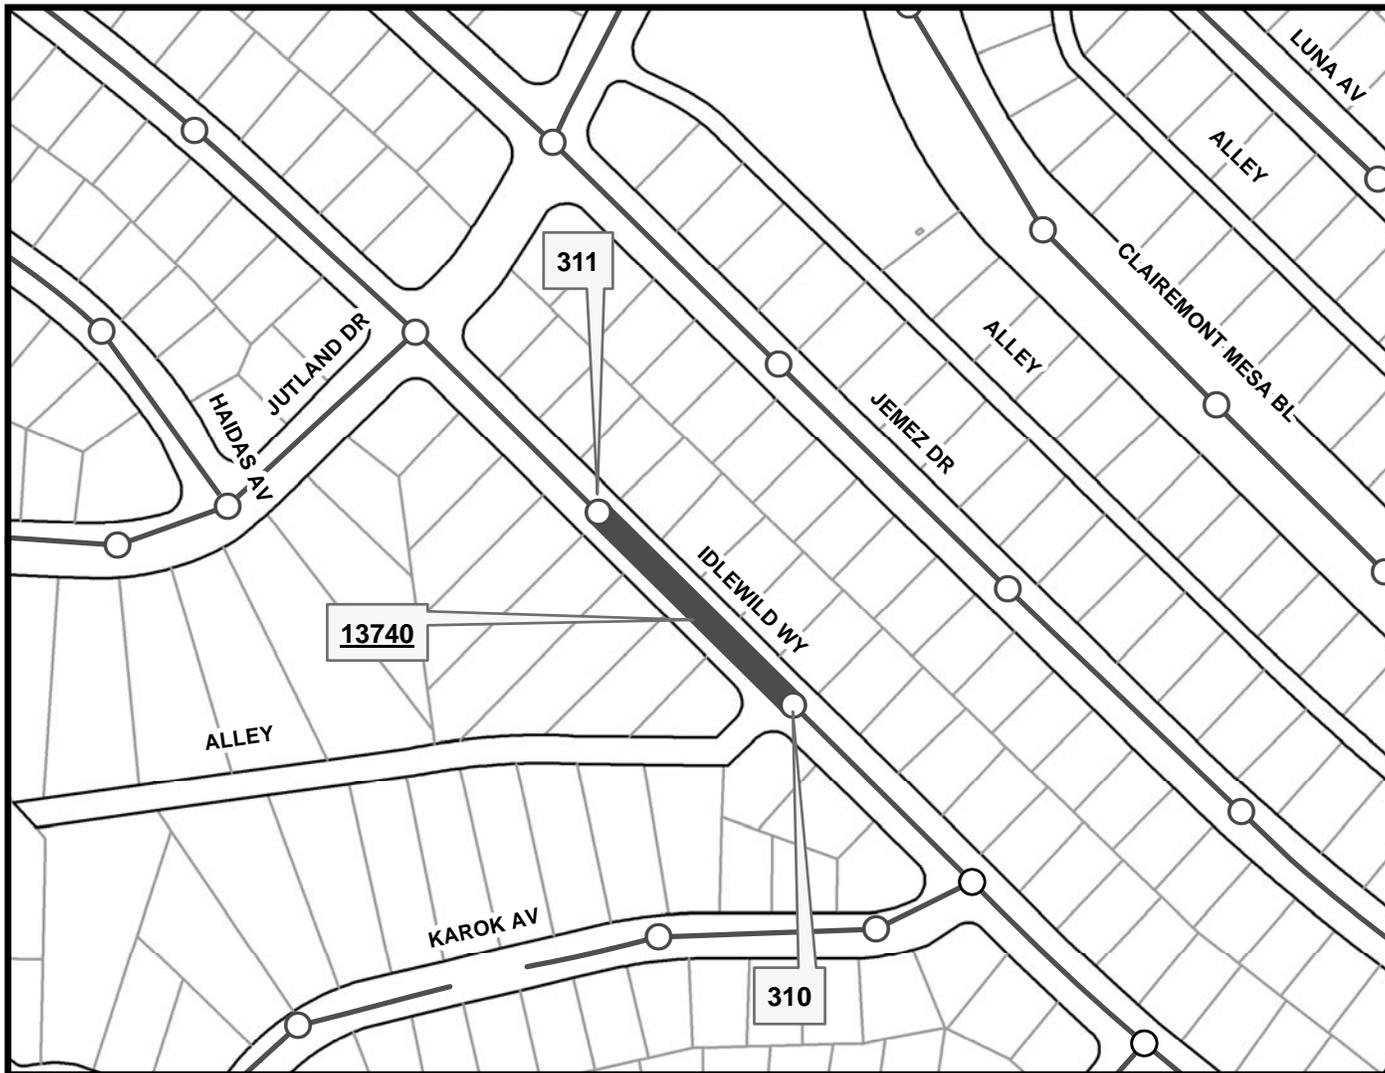 LUNA AV
ALLEY
311
CLAIREMONT MESA BL
ALLEY
JUTLAND DR
HAIDAS AV
JEMEZ DR
IDLEWILD WY
13740
ALLEY
KAROK AV
310